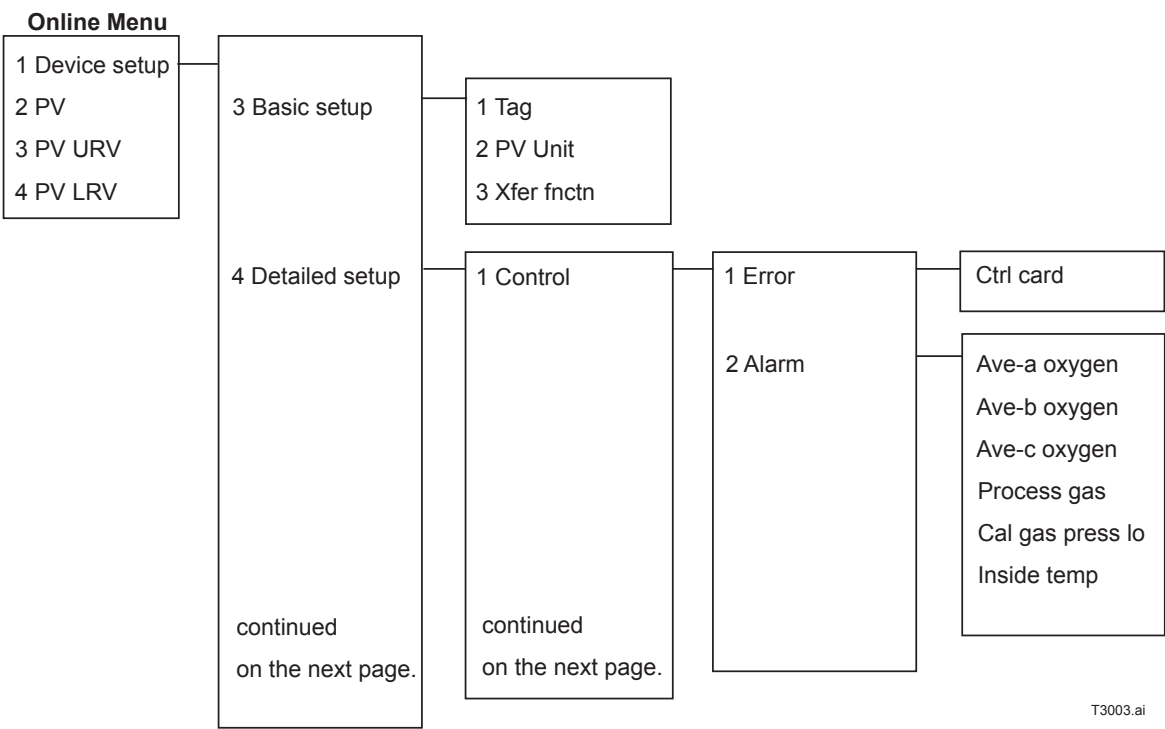 Online Menu
1 Device setup
2 PV
3 PV URV
4 PV LRV
3 Basic setup
4 Detailed setup
continued
on the next page.
1 Tag
2 PV Unit
3 Xfer fnctn
1 Control
continued
on the next page.
1 Error
2 Alarm
Ctrl card
Ave-a oxygen
Ave-b oxygen
Ave-c oxygen
Process gas
Cal gas press lo
Inside temp
T3003.ai